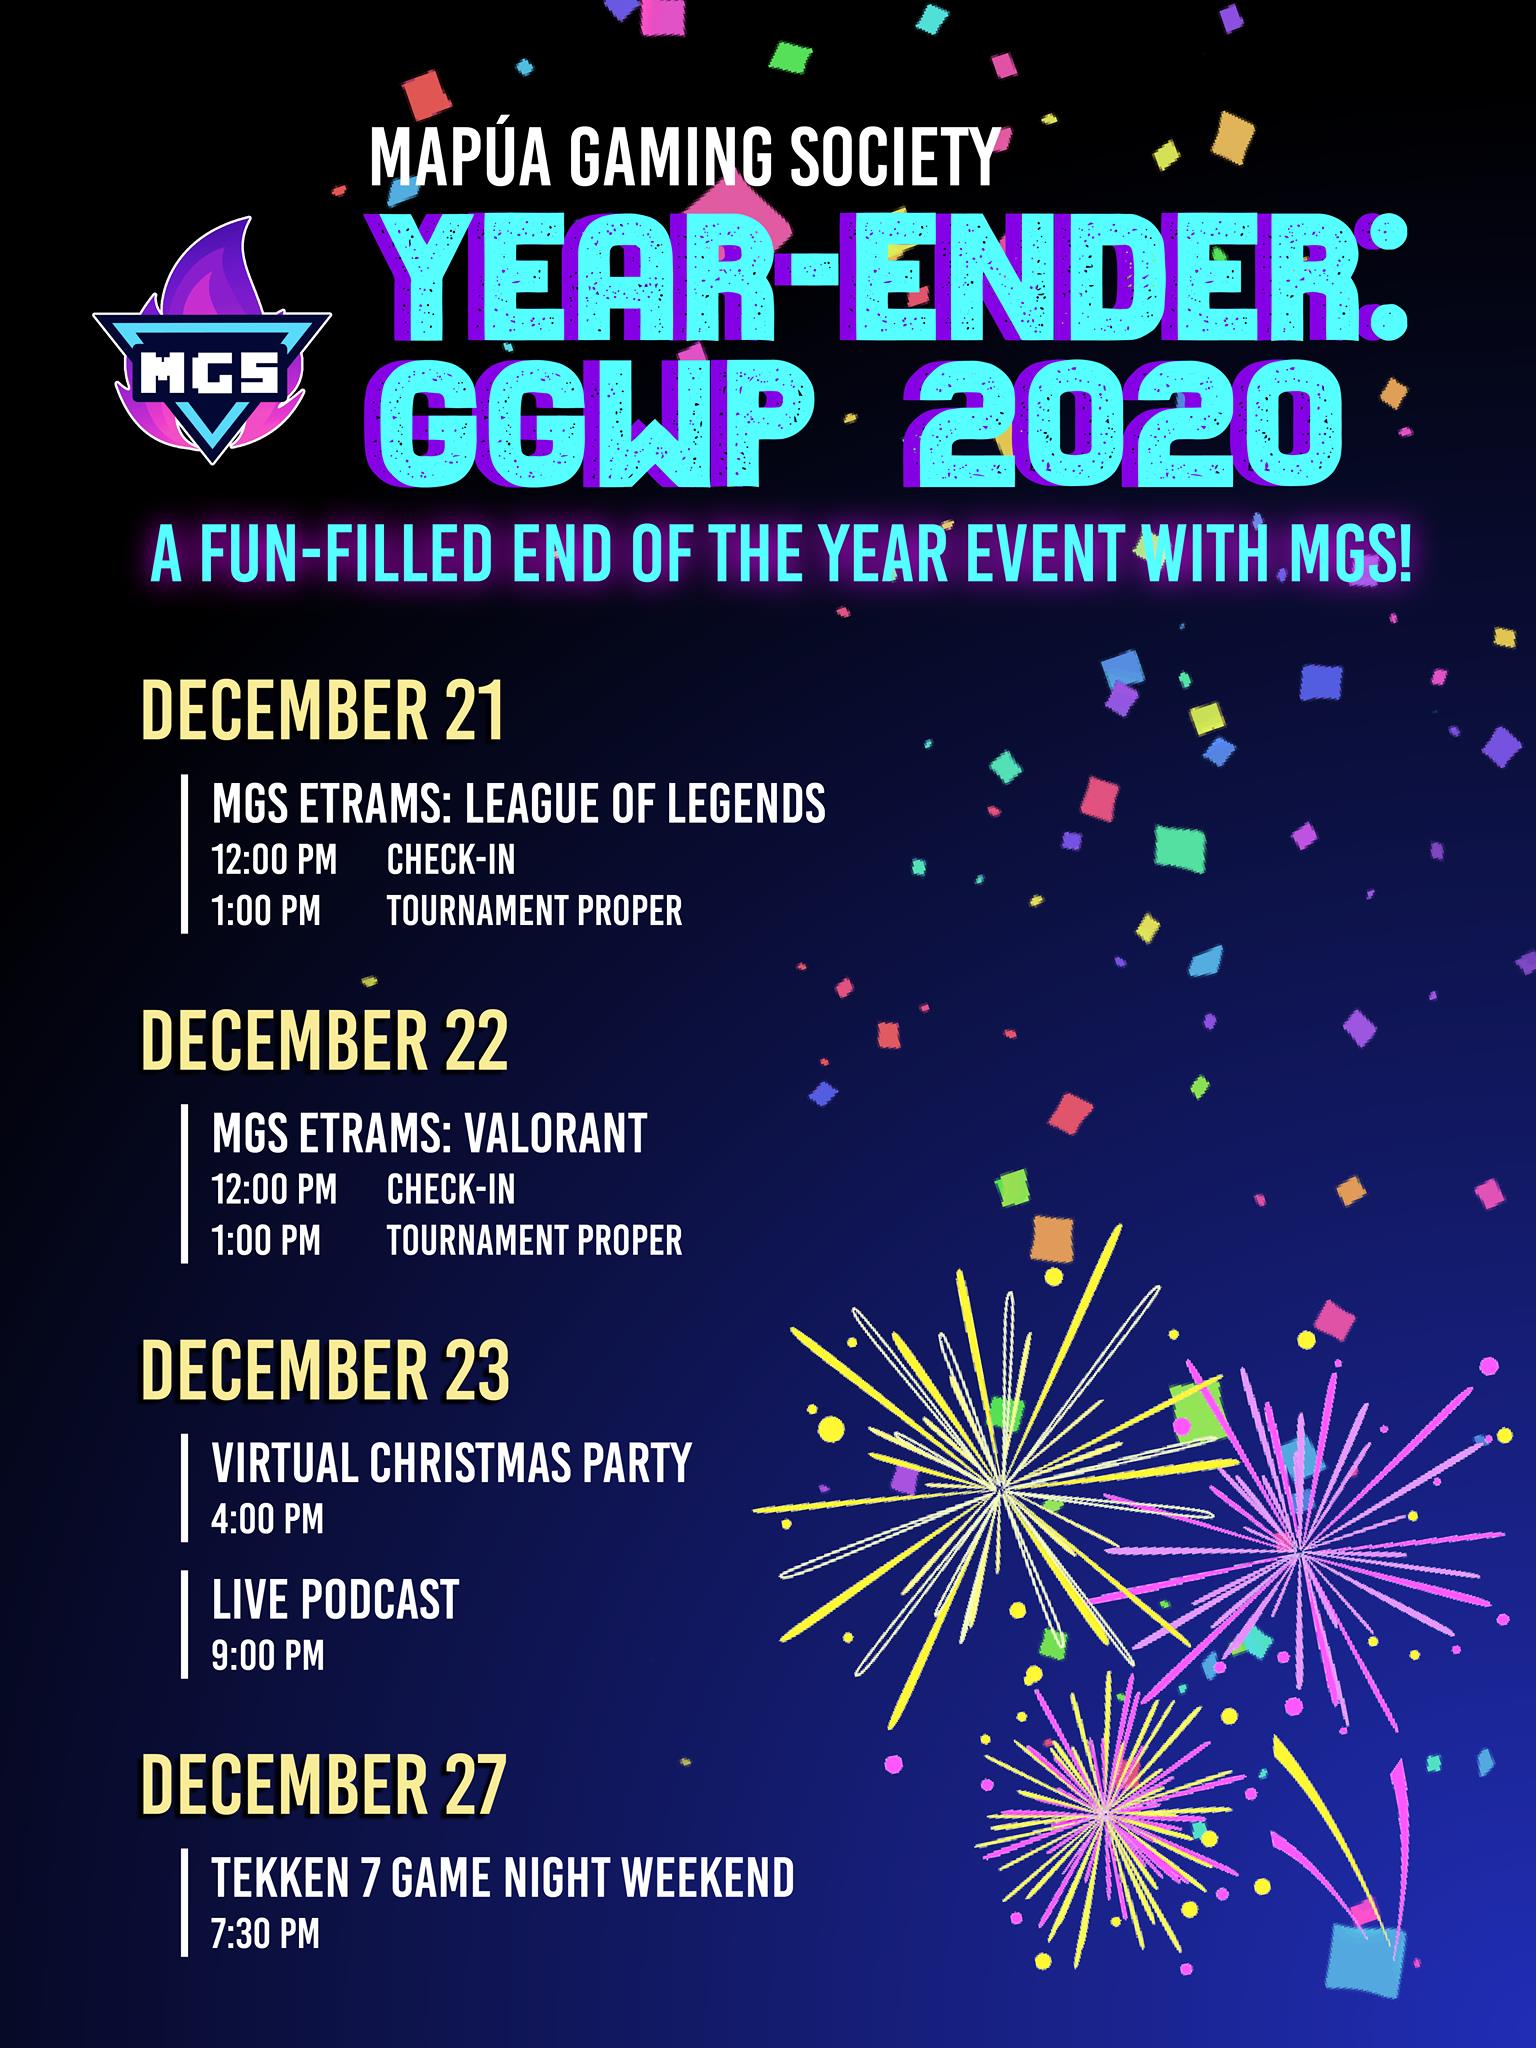 MAPÚA GAMING SOCIETY
YEAR-ENDER:
GGWP 2020
MGS
A FUN-FILLED END OF THE YEAR EVENT WITH MGS!
DECEMBER 21
MGS ETRAMS: LEAGUE OF LEGENDS
12:00 PM CHECK-IN
1:00 PM TOURNAMENT PROPER
DECEMBER 22
MGS ETRAMS: VALORANT
12:00 PM CHECK-IN
1:00 PM TOURNAMENT PROPER
DECEMBER 23
VIRTUAL CHRISTMAS PARTY
4:00 PM
LIVE PODCAST
9:00 PM
DECEMBER 27
TEKKEN 7 GAME NIGHT WEEKEND
7:30 PM